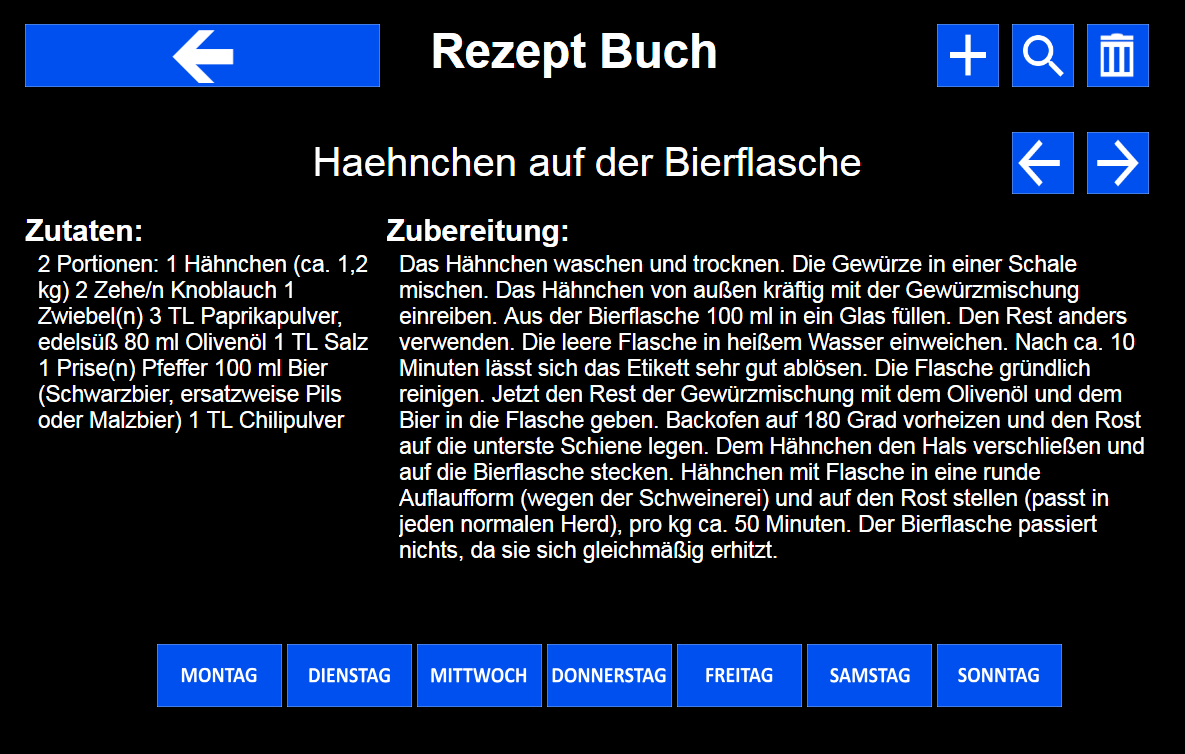 Rezept Buch
Haehnchen auf der Bierflasche
Zutaten:
2 Portionen: 1 Hähnchen (ca. 1,2
kg) 2 Zehe/n Knoblauch 1
Zwiebel(n) 3 TL Paprikapulver,
edelsüß 80 ml Olivenöl 1 TL Salz
1 Prise(n) Pfeffer 100 ml Bier
(Schwarzbier, ersatzweise Pils
oder Malzbier) 1 TL Chilipulver
Zubereitung:
Das Hähnchen waschen und trocknen. Die Gewürze in einer Schale
mischen. Das Hähnchen von außen kräftig mit der Gewürzmischung
einreiben. Aus der Bierflasche 100 ml in ein Glas füllen. Den Rest anders
verwenden. Die leere Flasche in heißem Wasser einweichen. Nach ca. 10
Minuten lässt sich das Etikett sehr gut ablösen. Die Flasche gründlich
reinigen. Jetzt den Rest der Gewürzmischung mit dem Olivenöl und dem
Bier in die Flasche geben. Backofen auf 180 Grad vorheizen und den Rost
auf die unterste Schiene legen. Dem Hähnchen den Hals verschließen und
auf die Bierflasche stecken. Hähnchen mit Flasche in eine runde
Auflaufform (wegen der Schweinerei) und auf den Rost stellen (passt in
jeden normalen Herd), pro kg ca. 50 Minuten. Der Bierflasche passiert
nichts, da sie sich gleichmäßig erhitzt.
MONTAG DIENSTAG MITTWOCH DONNERSTAG FREITAG SAMSTAG SONNTAG